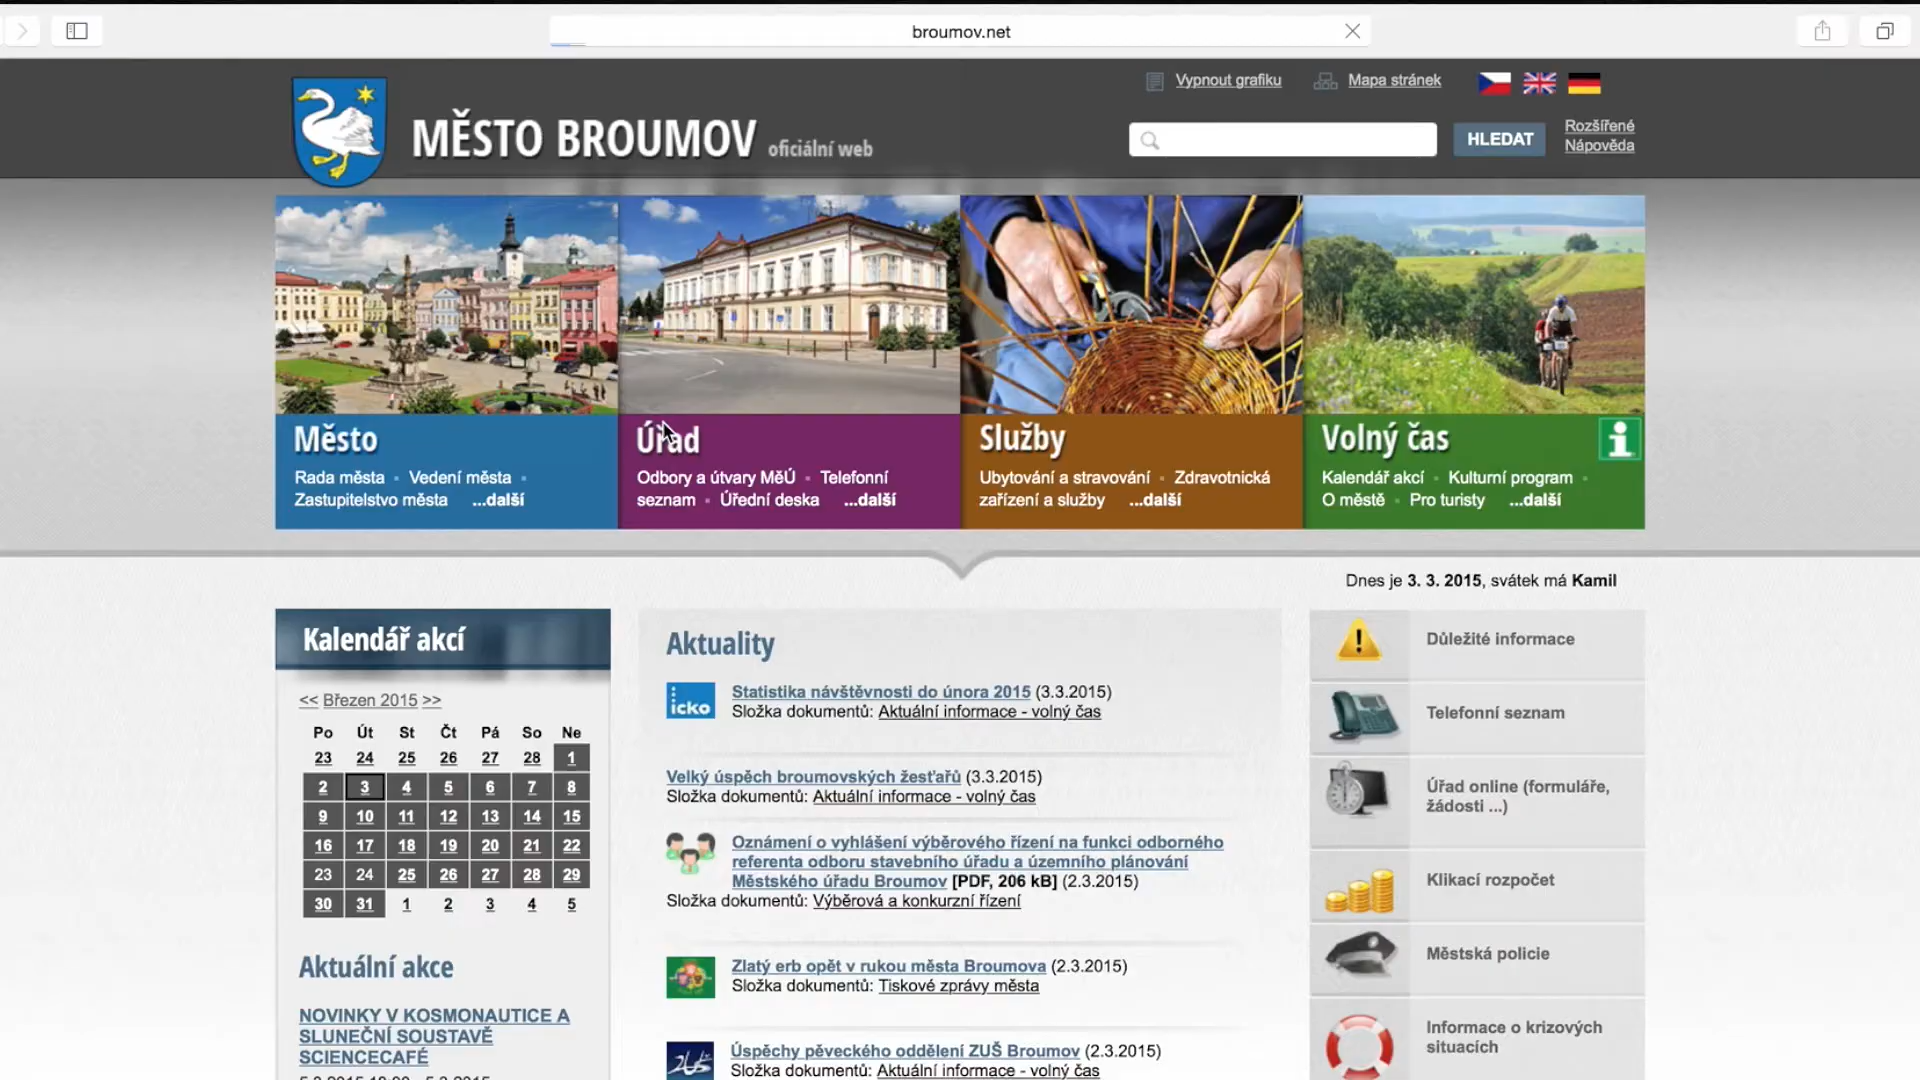 broumov.net
Vypnout grafiku
Mapa stránek
MĚSTO BROUMOV oficiální web
HLEDAT
Rozšířené
Nápověda
Město
Rada města • Vedení města •
Zastupitelstvo města ...další
Úřad
Odbory a útvary MěÚ • Telefonní
seznam • Úřední deska ...další
Služby
Ubytování a stravování • Zdravotnická
zařízení a služby ...další
Volný čas
Kalendář akcí • Kulturní program •
O městě • Pro turisty ...další
Dnes je 3. 3. 2015, svátek má Kamil
Kalendář akcí
<< Březen 2015 >>
Po Út St Čt Pá So Ne
23 24 25 26 27 28 1
2 3 4 5 6 7 8
9 10 11 12 13 14 15
16 17 18 19 20 21 22
23 24 25 26 27 28 29
30 31 1 2 3 4 5
Aktuální akce
NOVINKY V KOSMONAUTICE A
SLUNEČNÍ SOUSTAVĚ
SCIENCECAFÉ
Aktuality
icko
Statistika návštěvnosti do února 2015 (3.3.2015)
Složka dokumentů: Aktuální informace - volný čas
Velký úspěch broumovských žesťařů (3.3.2015)
Složka dokumentů: Aktuální informace - volný čas
Oznámení o vyhlášení výběrového řízení na funkci odborného
referenta odboru stavebního úřadu a územního plánování
Městského úřadu Broumov [PDF, 206 kB] (2.3.2015)
Složka dokumentů: Výběrová a konkurzní řízení
Zlatý erb opět v rukou města Broumova (2.3.2015)
Složka dokumentů: Tiskové zprávy města
Úspěchy pěveckého oddělení ZUŠ Broumov (2.3.2015)
Složka dokumentů: Aktuální informace - volný čas
Důležité informace
Telefonní seznam
Úřad online (formuláře,
žádosti ...)
Klikací rozpočet
Městská policie
Informace o krizových
situacích